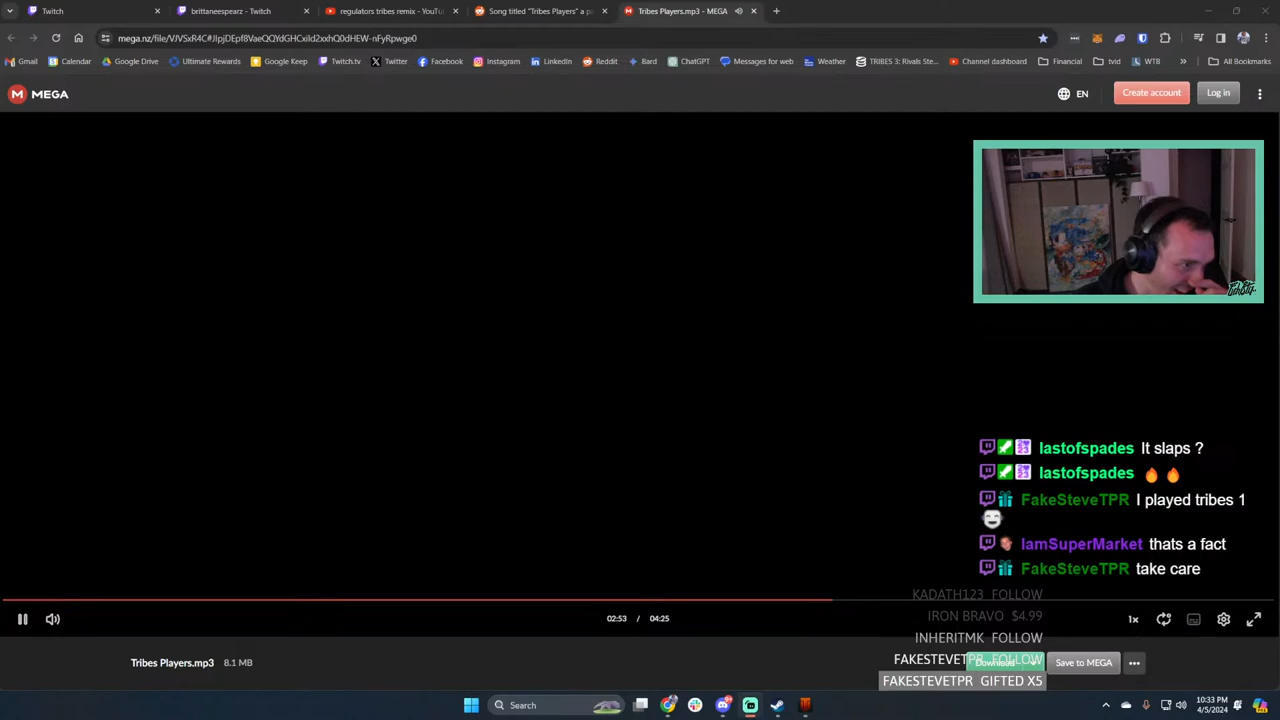 Twitch
brittaneespearz - Twitch
regulators tribes remix - YouTu
Song titled "Tribes Players" a p
Tribes Players.mp3 - MEGA
mega.nz/file/VJVSxR4C#JIpjDEpf8VaeQQYdGHCxiId2xxhQ0dHEW-nFyRpwge0
Gmail
Calendar
Google Drive
Ultimate Rewards
Google Keep
Twitch.tv
Twitter
Facebook
Instagram
LinkedIn
Reddit
Bard
ChatGPT
Messages for web
Weather
TRIBES 3: Rivals Ste...
Channel dashboard
Financial
tvid
WTB
All Bookmarks
MEGA
EN
Create account
Log in
lastofspades It slaps ?
lastofspades
FakeSteveTPR I played tribes 1
IamSuperMarket thats a fact
FakeSteveTPR take care
KADATH123 FOLLOW
IRON BRAVO $4.99
INHERITMK FOLLOW
FAKESTEVETPR FOLLOW
FAKESTEVETPR GIFTED X5
02:53 / 04:25
1x
Tribes Players.mp3 8.1 MB
Download
Save to MEGA
Search
10:33 PM
4/5/2024